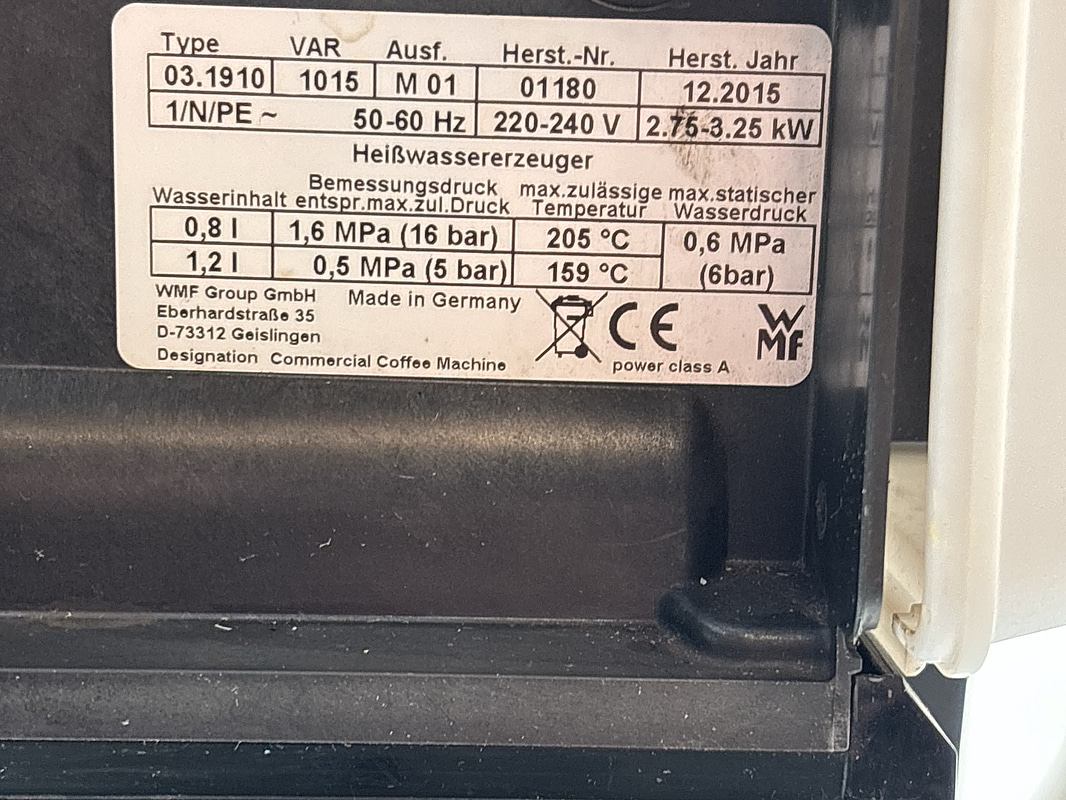 Type VAR Ausf. Herst.-Nr. Herst. Jahr
03.1910 1015 M 01 01180 12.2015
1/N/PE ~ 50-60 Hz 220-240 V 2.75-3.25 kW
Heißwassererzeuger
Wasserinhalt Bemessungsdruck entspr.max.zul.Druck max.zulässige Temperatur max.statischer Wasserdruck
0,8 l 1,6 MPa (16 bar) 205 °C 0,6 MPa
1,2 l 0,5 MPa (5 bar) 159 °C (6bar)
WMF Group GmbH Made in Germany
Eberhardstraße 35
D-73312 Geislingen
Designation Commercial Coffee Machine
CE
power class A
WMF